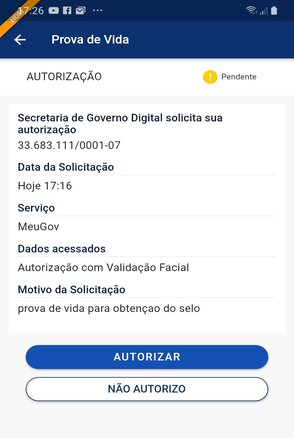 17:26
Prova de Vida
AUTORIZAÇÃO
! Pendente
Secretaria de Governo Digital solicita sua
autorização
33.683.111/0001-07
Data da Solicitação
Hoje 17:16
Serviço
MeuGov
Dados acessados
Autorização com Validação Facial
Motivo da Solicitação
prova de vida para obtençao do selo
AUTORIZAR
NÃO AUTORIZO